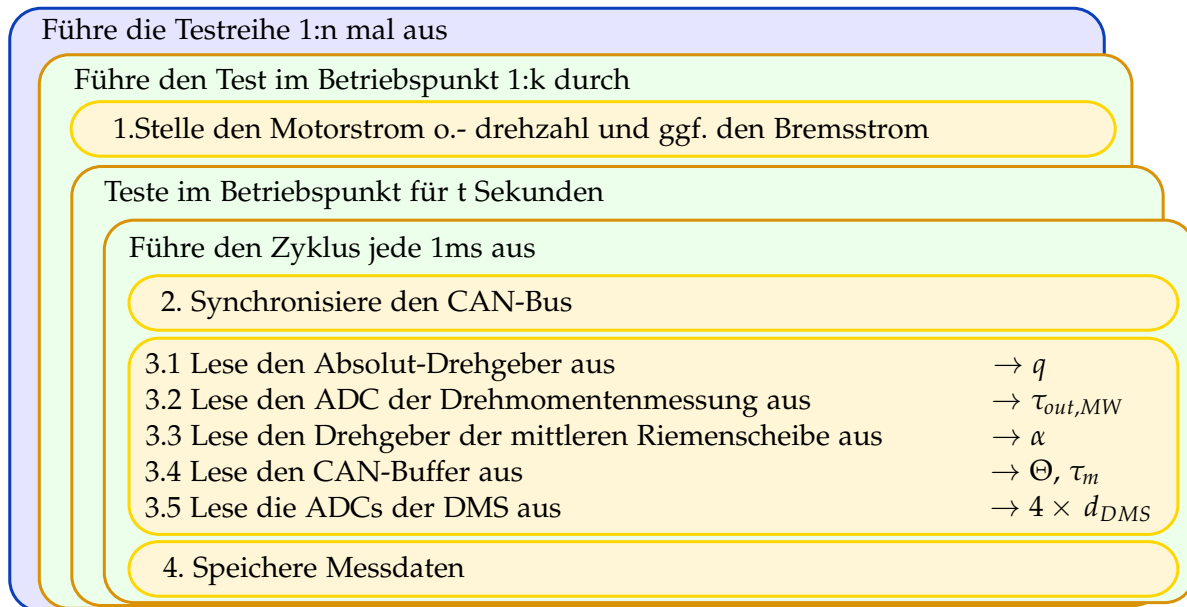 Führe die Testreihe 1:n mal aus
Führe den Test im Betriebspunkt 1:k durch
1.Stelle den Motorstrom o.- drehzahl und ggf. den Bremsstrom
Teste im Betriebspunkt für t Sekunden
Führe den Zyklus jede 1ms aus
2. Synchronisiere den CAN-Bus
3.1 Lese den Absolut-Drehgeber aus → q
3.2 Lese den ADC der Drehmomentenmessung aus → τ_out,MW
3.3 Lese den Drehgeber der mittleren Riemenscheibe aus → α
3.4 Lese den CAN-Buffer aus → Θ, τ_m
3.5 Lese die ADCs der DMS aus → 4 × d_DMS
4. Speichere Messdaten